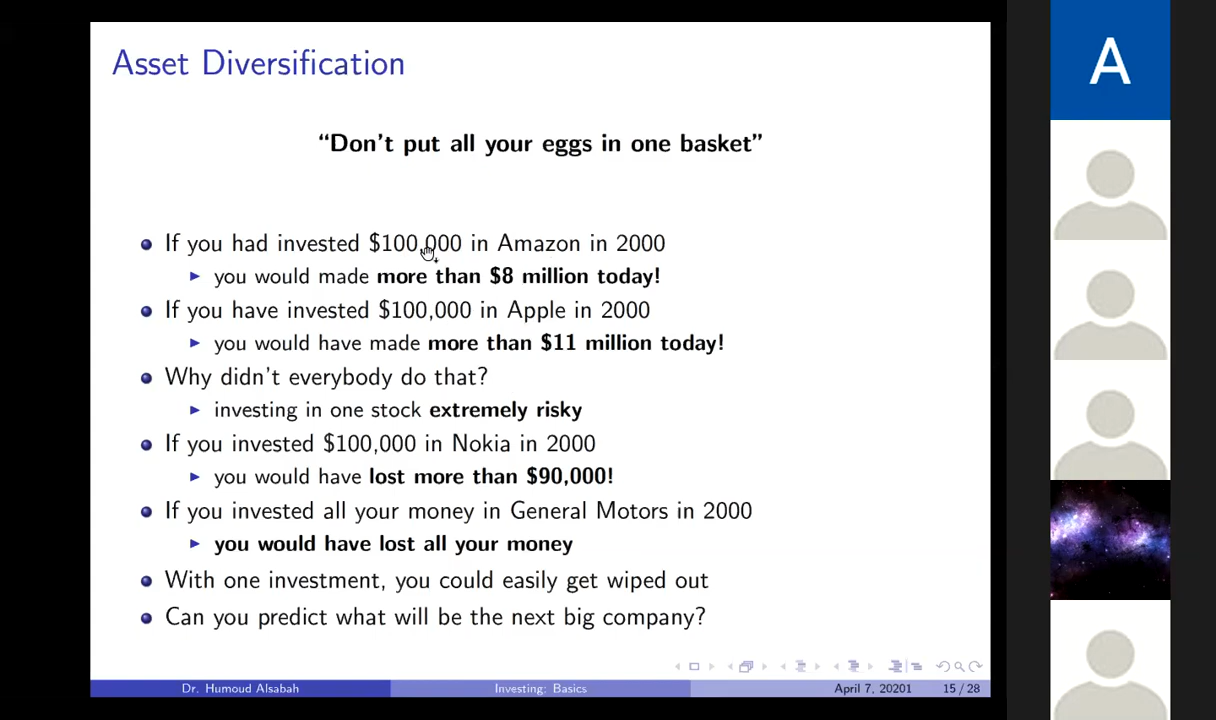 Asset Diversification
“Don’t put all your eggs in one basket”
If you had invested $100,000 in Amazon in 2000
you would made more than $8 million today!
If you have invested $100,000 in Apple in 2000
you would have made more than $11 million today!
Why didn’t everybody do that?
investing in one stock extremely risky
If you invested $100,000 in Nokia in 2000
you would have lost more than $90,000!
If you invested all your money in General Motors in 2000
you would have lost all your money
With one investment, you could easily get wiped out
Can you predict what will be the next big company?
Dr. Humoud Alsabah Investing: Basics April 7, 20201 15 / 28
A